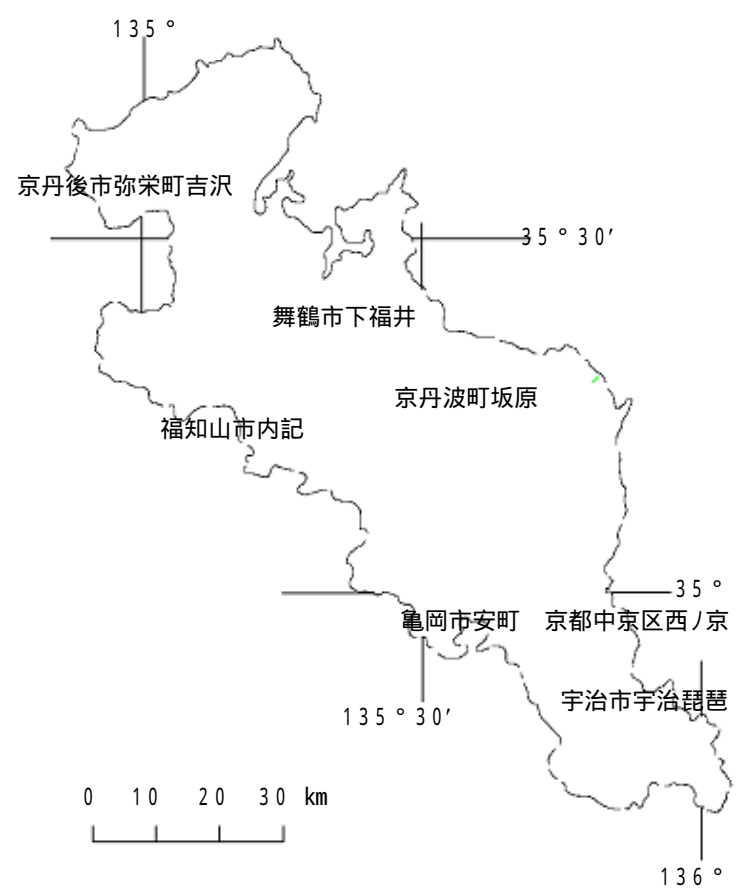 135°
京丹後市弥栄町吉沢
35°30′
舞鶴市下福井
京丹波町坂原
福知山市内記
35°
亀岡市安町
京都中京区西ノ京
宇治市宇治琵琶
135°30′
0 10 20 30 km
136°